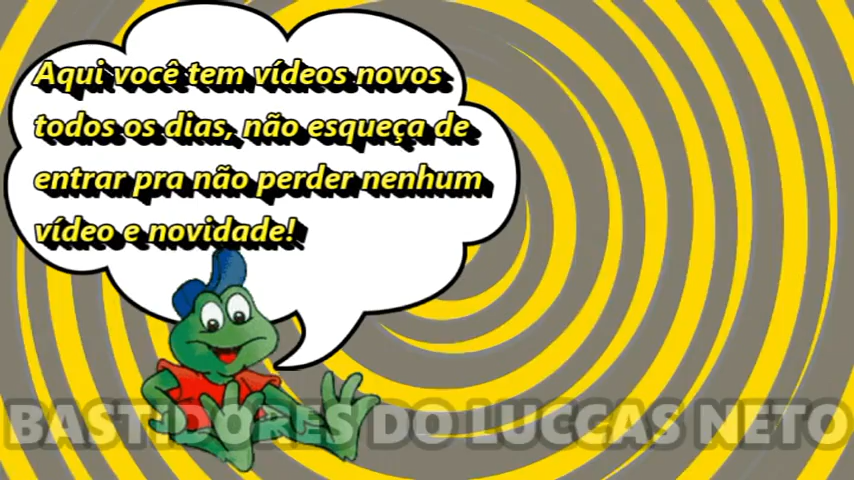 Aqui você tem vídeos novos
todos os dias, não esqueça de
entrar pra não perder nenhum
vídeo e novidade!
BASTIDORES DO LUCCAS NETO